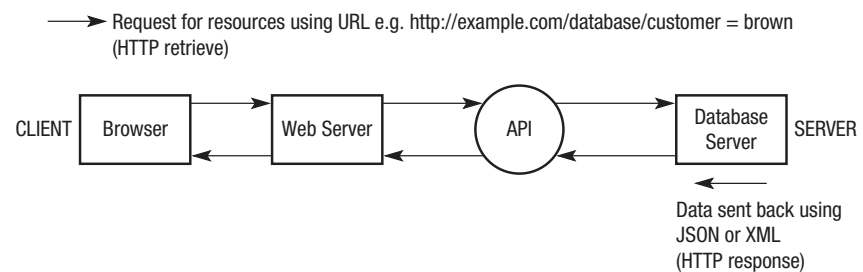 Request for resources using URL e.g. http://example.com/database/customer = brown
(HTTP retrieve)
CLIENT
Browser
Web Server
API
Database
Server
SERVER
Data sent back using
JSON or XML
(HTTP response)